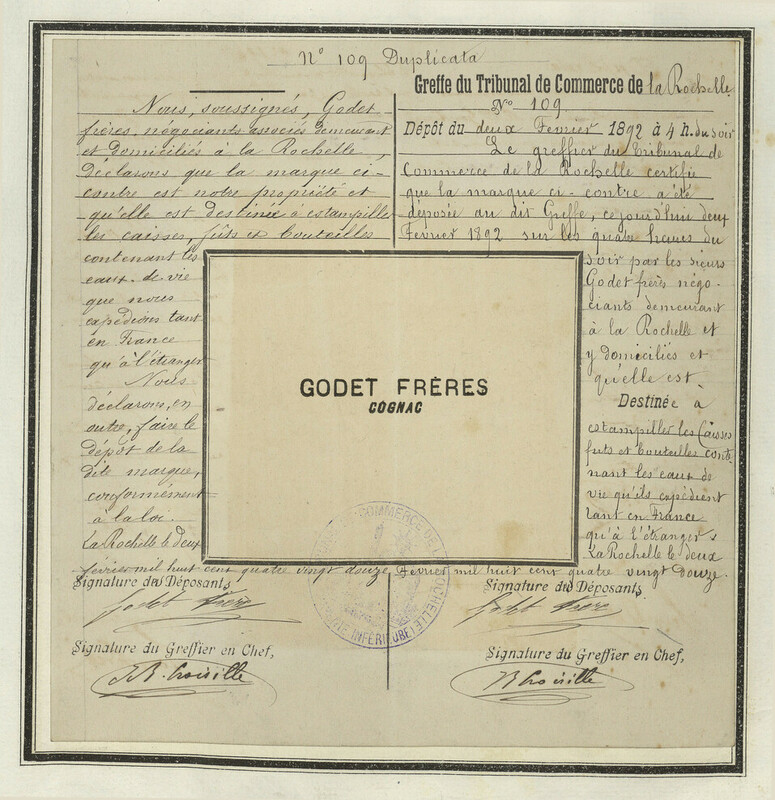 N° 109 Duplicata
Nous, soussignés, Godet
frères, négociants associés demeurant
et domiciliés à la Rochelle,
déclarons que la marque ci-
contre est notre propriété et
qu'elle est destinée à estampiller
les caisses, fûts et bouteilles
contenant les
eaux-de-vie
que nous
expédions tant
en France
qu'à l'étranger
Nous
déclarons, en
outre, faire le
dépôt de la
dite marque,
conformément
à la loi.
La Rochelle le deux
février mil huit cent quatre vingt douze
Signature des Déposants
Godet frères
Signature du Greffier en Chef,
Greffe du Tribunal de Commerce de la Rochelle
N° 109
Dépôt du deux Février 1892 à 4 h. du soir
Le greffier du Tribunal de
Commerce de la Rochelle certifie
que la marque ci-contre a été
déposée au dit Greffe, ce jourd'hui deux
Février 1892 sur les quatre heures du
soir par les sieurs
Godet frères négo-
ciants demeurant
à la Rochelle et
y domiciliés et
qu'elle est
Destinée à
estampiller les Caisses
futs et bouteilles conte-
nant les eaux de
vie qu'ils expédient
tant en France
qu'à l'étranger
La Rochelle le deux
Février mil huit cent quatre vingt douze.
Signature du Déposants
Godet frères
Signature du Greffier en Chef,
GODET FRÈRES
COGNAC
COMMERCE DE LA ROCHELLE
INFÉRIEURE